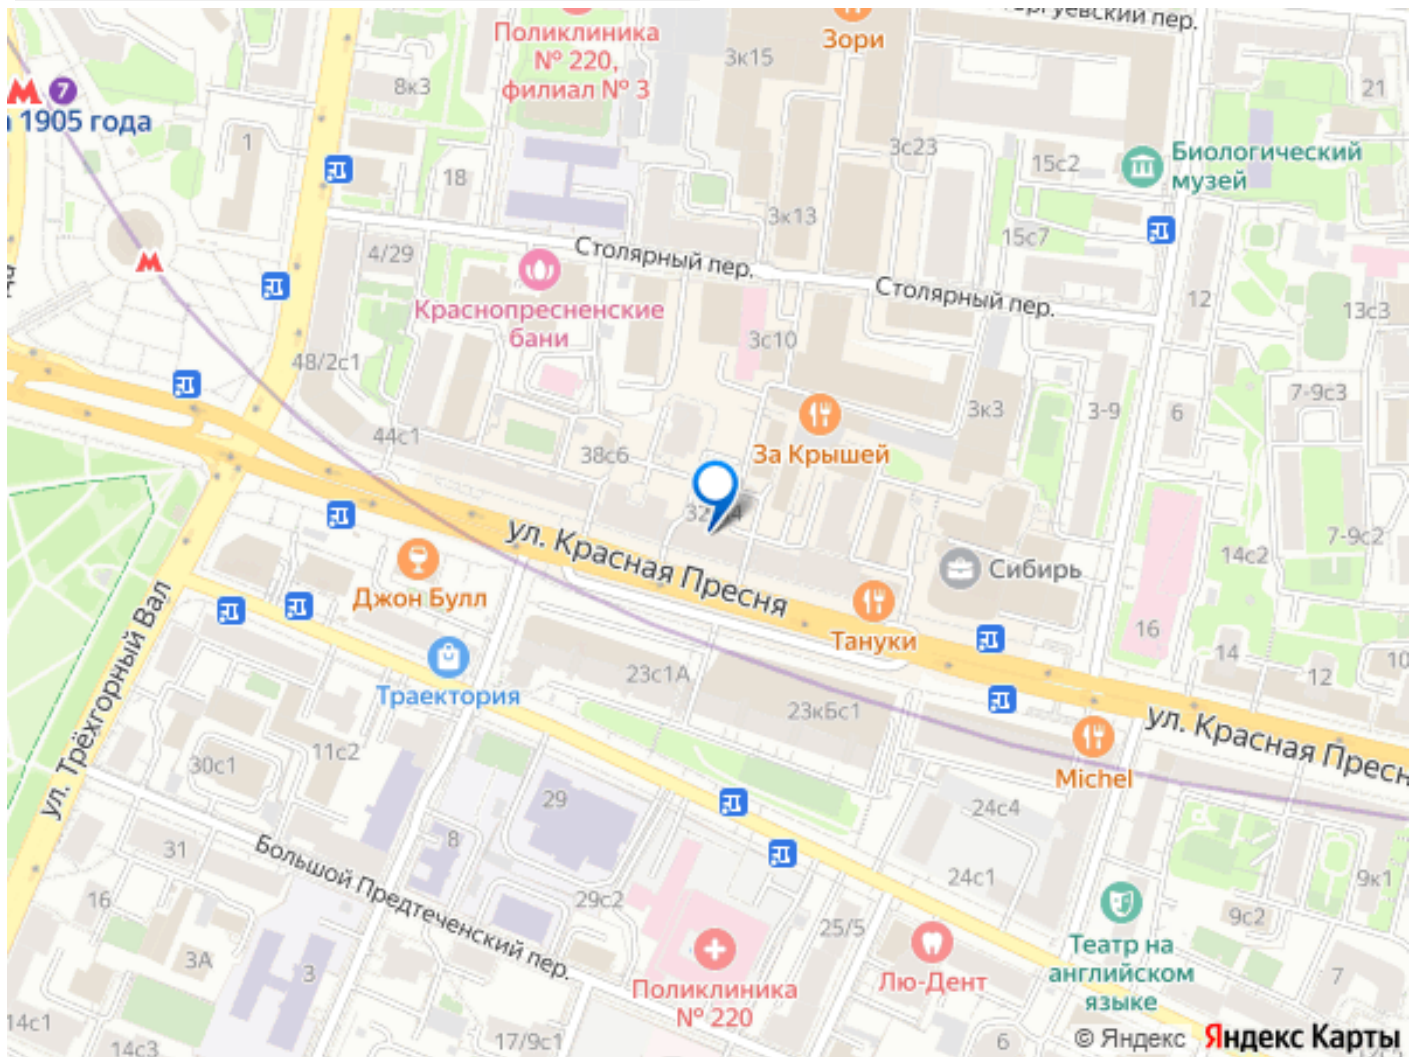 Поликлиника
№ 220,
филиал № 3
Зори
пер.
3к15
8к3
21
7
1905 года
1
3с23
15с2
Биологический
музей
18
3к13
15с7
4/29
Столярный пер.
Столярный пер.
12
13с3
Краснопресненские
бани
3с10
48/2с1
7-9с3
3к3
3-9
6
44с1
38с6
За Крышей
ул. Красная Пресня
7-9с2
14с2
Сибирь
Джон Булл
Тануки
16
14
12
10
Траектория
23с1А
23кБс1
ул. Красная Пресн
ул. Трёхгорный Вал
11с2
30с1
Michel
29
24с4
8
31
Большой Предтеченский пер.
24с1
9к1
16
29с2
25/5
9с2
3А
3
Лю-Дент
Театр на
английском
языке
7
Поликлиника
№ 220
14с1
14с3
17/9с1
6
© Яндекс Яндекс Карты